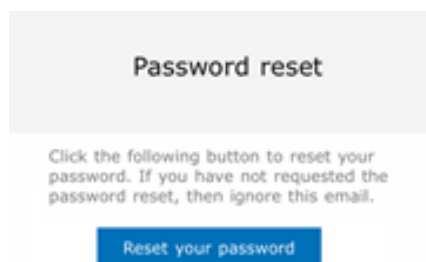 Password reset
Click the following button to reset your
password. If you have not requested the
password reset, then ignore this email.
Reset your password